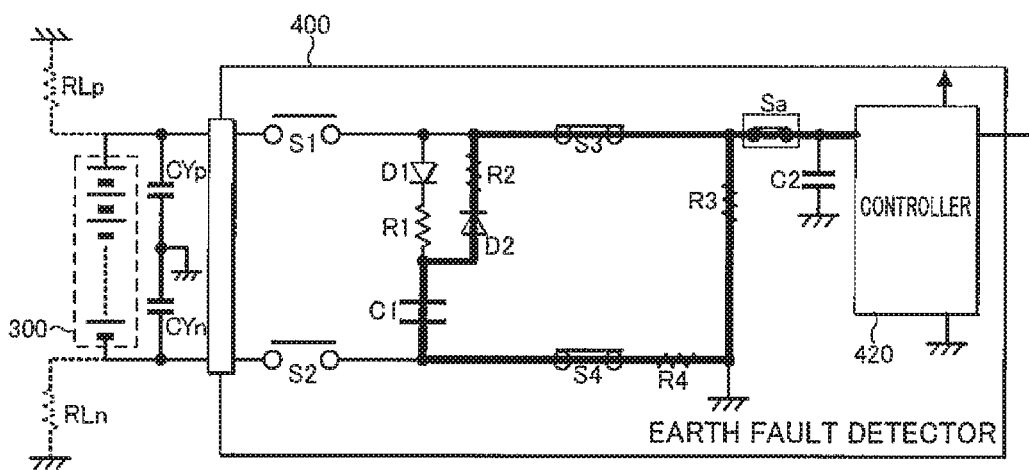 400
RLp
Sa
S1
S3
CYp
D1
R2
C2
R3
CONTROLLER
R1
D2
C1
300
CYn
S2
S4
R4
420
RLn
EARTH FAULT DETECTOR